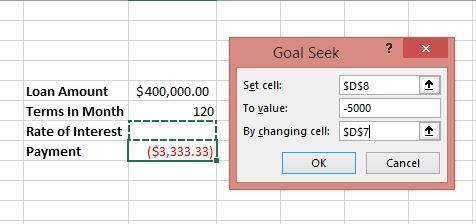 Goal Seek ? x
Loan Amount $400,000.00
Terms In Month 120
Rate of Interest
Payment ($3,333.33)
Set cell: $D$8
To value: -5000
By changing cell: $D$7
OK Cancel